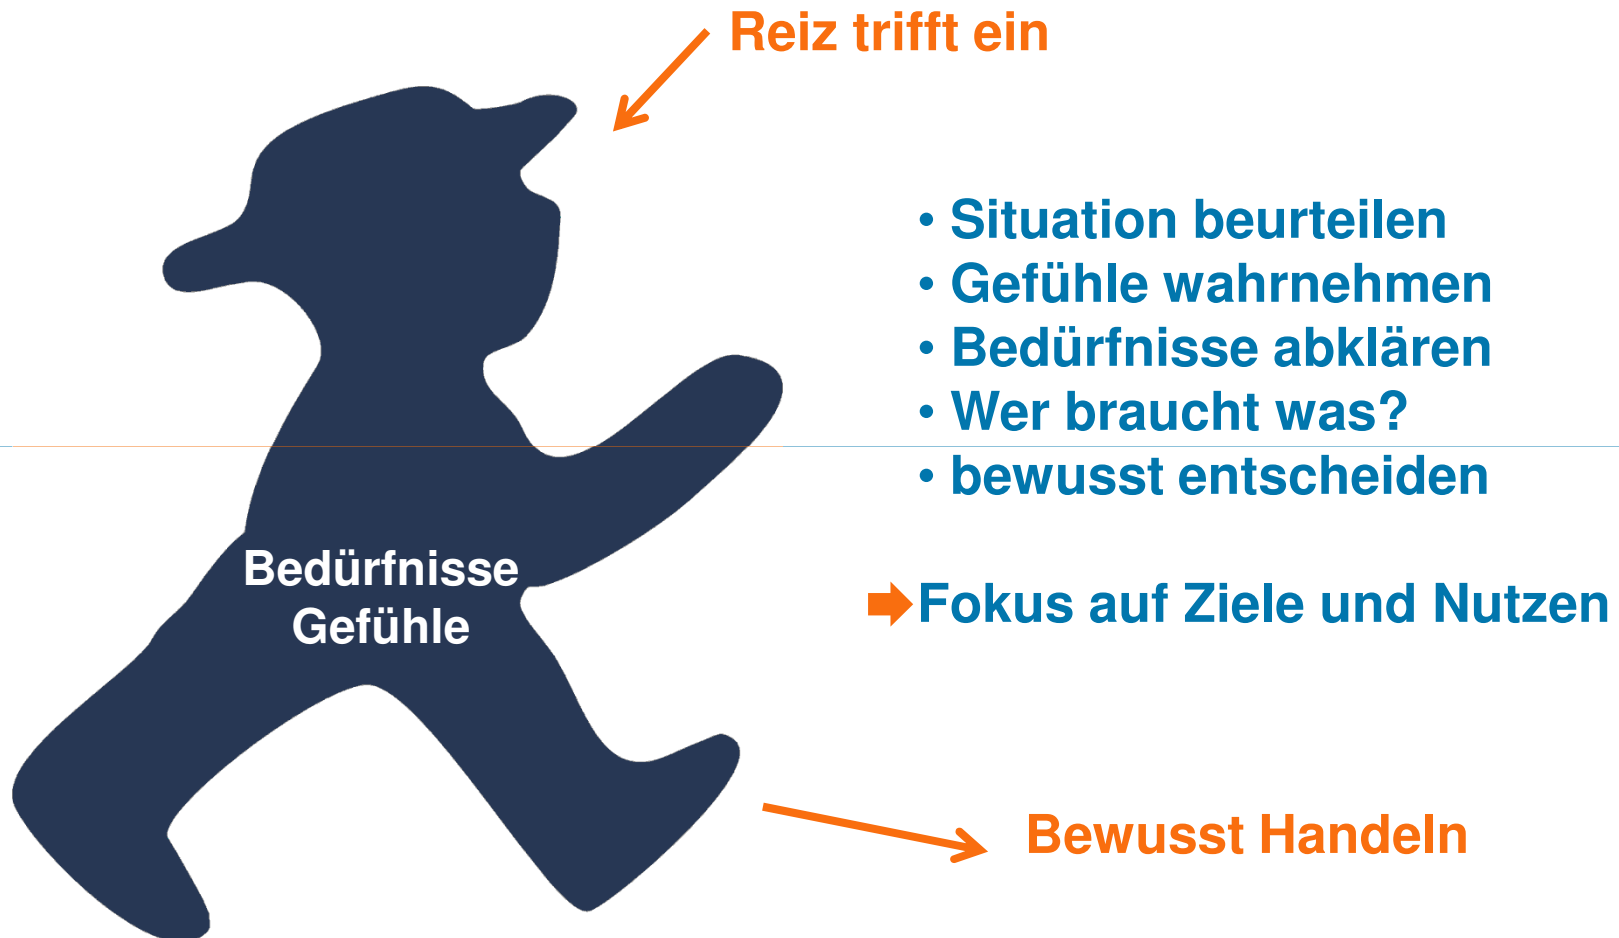 Reiz trifft ein
• Situation beurteilen
• Gefühle wahrnehmen
• Bedürfnisse abklären
• Wer braucht was?
• bewusst entscheiden
Bedürfnisse
Gefühle
Fokus auf Ziele und Nutzen
Bewusst Handeln